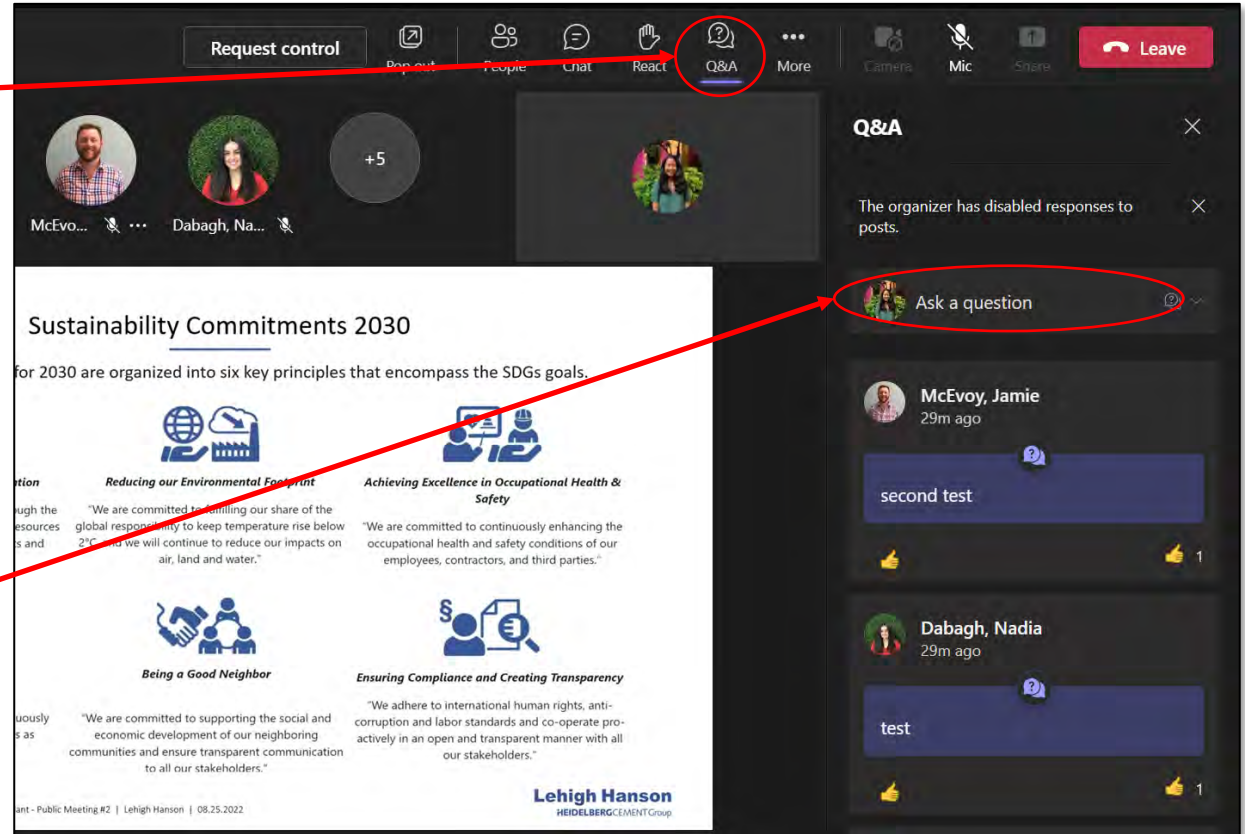 Request control
Pop out
People
Chat
React
Q&A
More
Camera
Mic
Share
Leave
McEvo...
Dabagh, Na...
+5
Q&A
The organizer has disabled responses to
posts.
Ask a question
McEvoy, Jamie
29m ago
second test
1
Dabagh, Nadia
29m ago
test
1
Sustainability Commitments 2030
for 2030 are organized into six key principles that encompass the SDGs goals.
Reducing our Environmental Footprint
"We are committed to fulfilling our share of the
global responsibility to keep temperature rise below
2°C, and we will continue to reduce our impacts on
air, land and water."
Achieving Excellence in Occupational Health &
Safety
"We are committed to continuously enhancing the
occupational health and safety conditions of our
employees, contractors, and third parties."
Being a Good Neighbor
"We are committed to supporting the social and
economic development of our neighboring
communities and ensure transparent communication
to all our stakeholders."
§
Ensuring Compliance and Creating Transparency
"We adhere to international human rights, anti-
corruption and labor standards and co-operate pro-
actively in an open and transparent manner with all
our stakeholders."
ant - Public Meeting #2 | Lehigh Hanson | 08.25.2022
Lehigh Hanson
HEIDELBERGCEMENTGroup